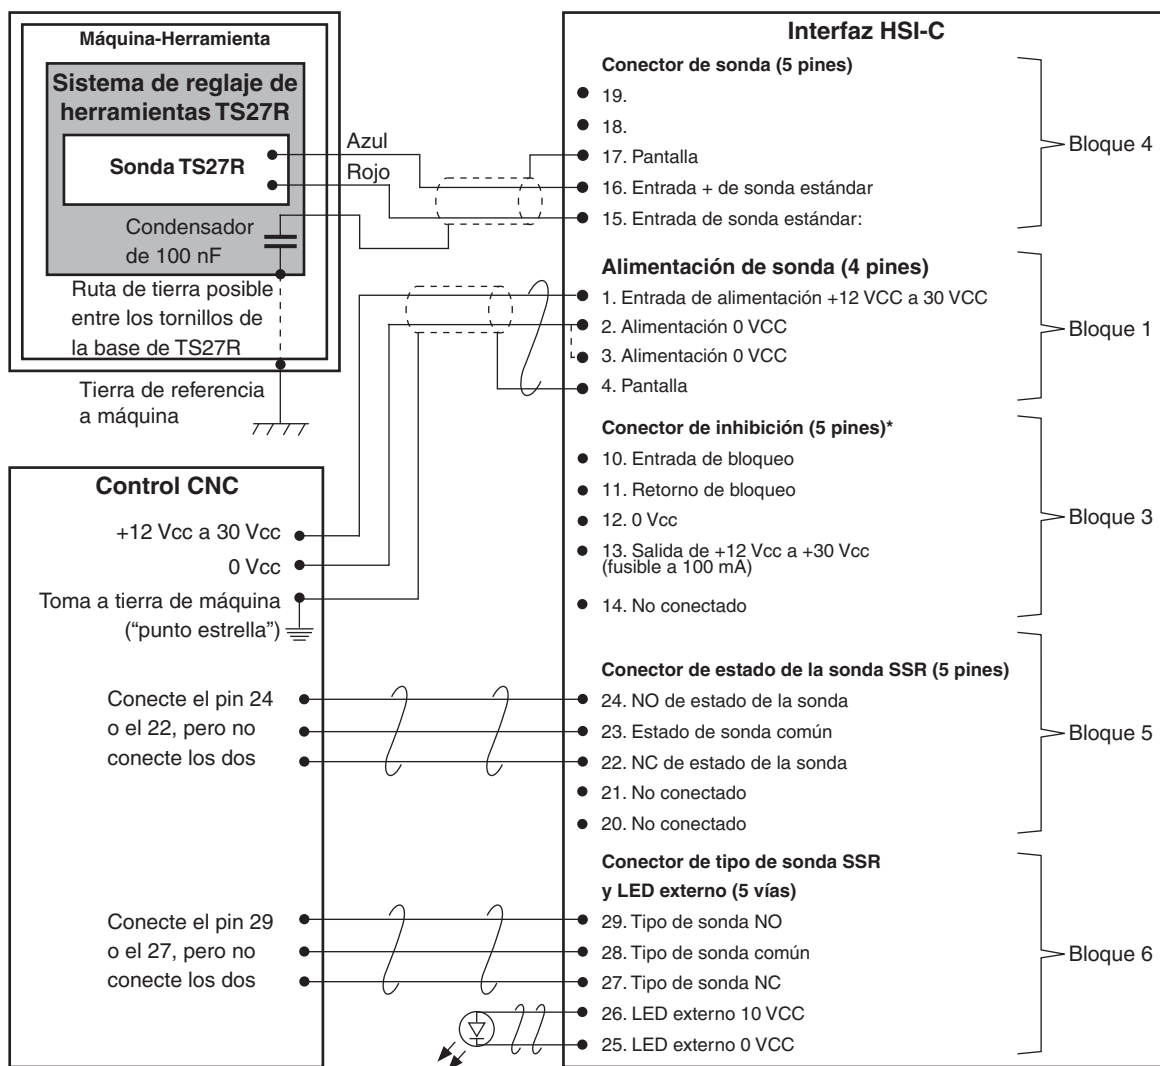 Máquina-Herramienta
Sistema de reglaje de
herramientas TS27R
Sonda TS27R
Azul
Rojo
Condensador
de 100 nF
Ruta de tierra posible
entre los tornillos de
la base de TS27R
Tierra de referencia
a máquina
Control CNC
+12 Vcc a 30 Vcc
0 Vcc
Toma a tierra de máquina
(“punto estrella”)
Conecte el pin 24
o el 22, pero no
conecte los dos
Conecte el pin 29
o el 27, pero no
conecte los dos
Interfaz HSI-C
Conector de sonda (5 pines)
19.
18.
17. Pantalla
16. Entrada + de sonda estándar
15. Entrada de sonda estándar:
Bloque 4
Alimentación de sonda (4 pines)
1. Entrada de alimentación +12 VCC a 30 VCC
2. Alimentación 0 VCC
3. Alimentación 0 VCC
4. Pantalla
Bloque 1
Conector de inhibición (5 pines)*
10. Entrada de bloqueo
11. Retorno de bloqueo
12. 0 Vcc
13. Salida de +12 Vcc a +30 Vcc
(fusible a 100 mA)
14. No conectado
Bloque 3
Conector de estado de la sonda SSR (5 pines)
24. NO de estado de la sonda
23. Estado de sonda común
22. NC de estado de la sonda
21. No conectado
20. No conectado
Bloque 5
Conector de tipo de sonda SSR
y LED externo (5 vías)
29. Tipo de sonda NO
28. Tipo de sonda común
27. Tipo de sonda NC
26. LED externo 10 VCC
25. LED externo 0 VCC
Bloque 6